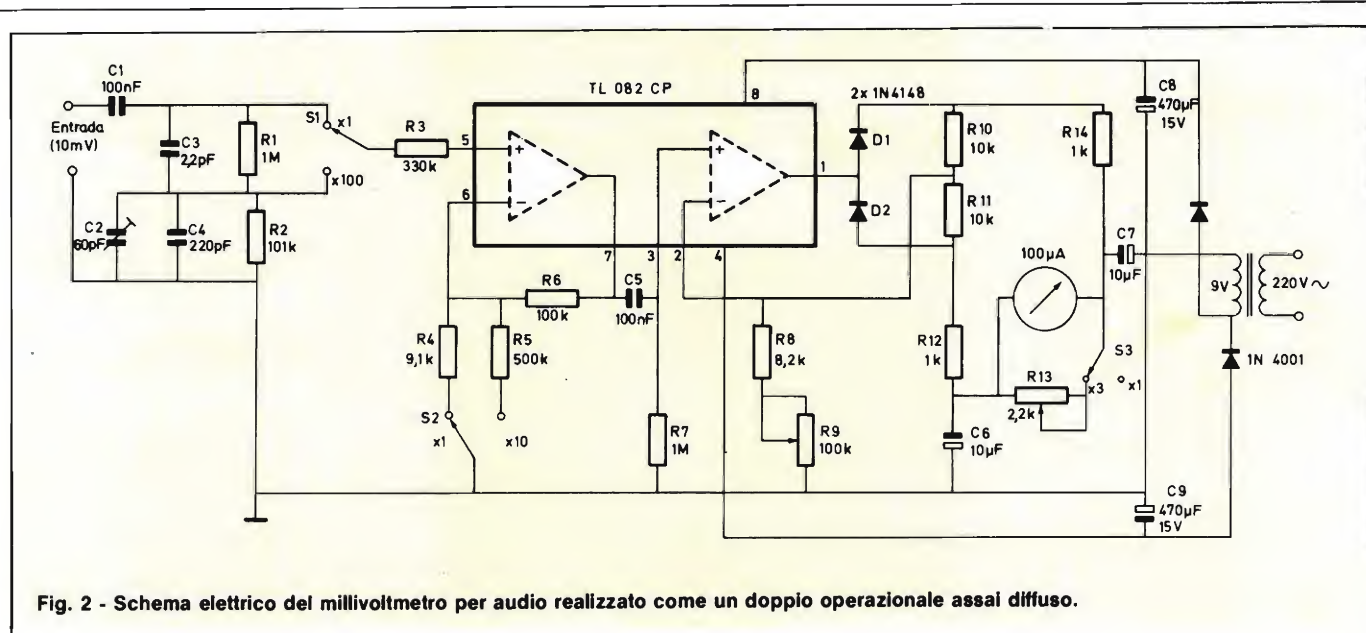 C1
100nF
Entrada
(10mV)
C3
2,2pF
R1
1M
S1
x1
x100
R3
330k
C2
60pF
C4
220pF
R2
101k
TL 082 CP
5
+
6
−
7
3
+
2
−
4
8
1
R6
100k
C5
100nF
R4
9,1k
R5
500k
S2
x1
x10
R7
1M
R8
8,2k
R9
100k
2x 1N4148
D1
D2
R10
10k
R11
10k
R12
1k
C6
10µF
R14
1k
100µA
R13
2,2k
S3
x3
x1
C7
10µF
C8
470µF
15V
9V
220V ~
1N 4001
C9
470µF
15V
Fig. 2 - Schema elettrico del millivoltmetro per audio realizzato come un doppio operazionale assai diffuso.